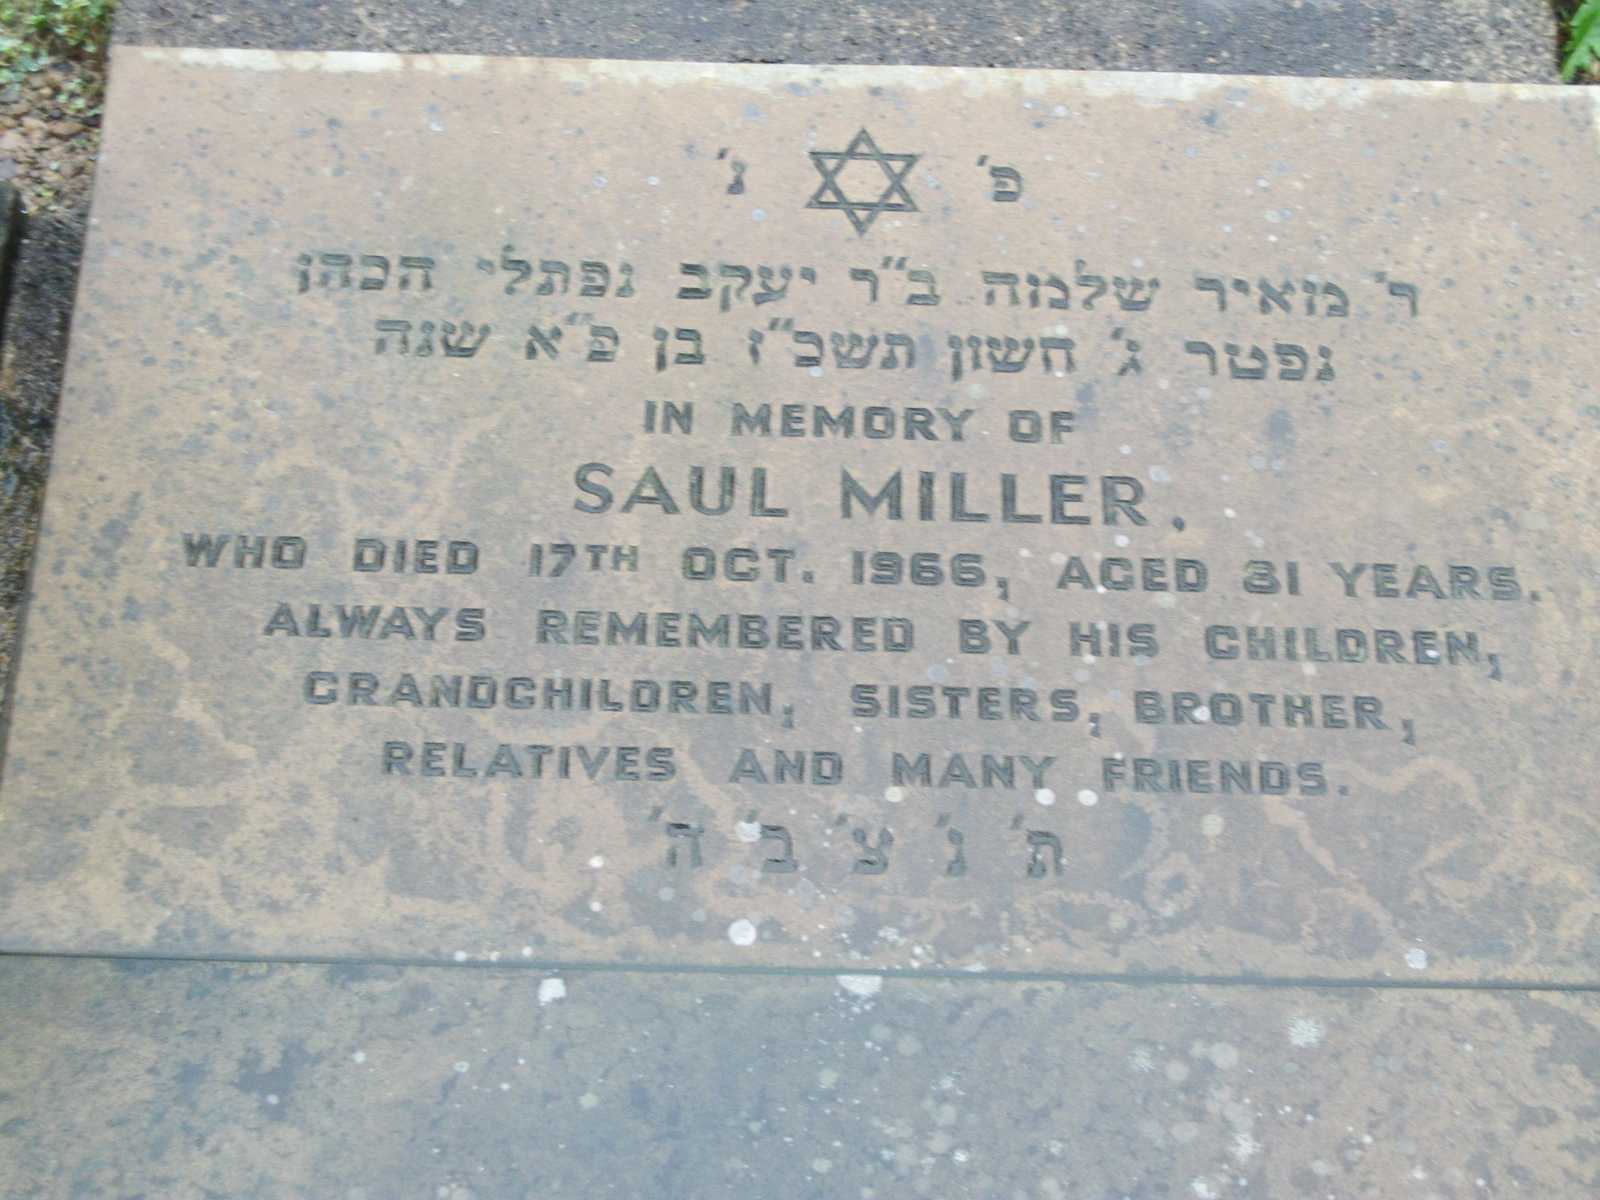 פ' נ'
ר' מאיר שלמה ב"ר יעקב נפתלי הכהן
נפטר ג' חשון תשכ"ז בן פ"א שנה
IN MEMORY OF
SAUL MILLER.
WHO DIED 17TH OCT. 1966, AGED 81 YEARS.
ALWAYS REMEMBERED BY HIS CHILDREN,
GRANDCHILDREN, SISTERS, BROTHER,
RELATIVES AND MANY FRIENDS.
ת' נ' צ' ב' ה'